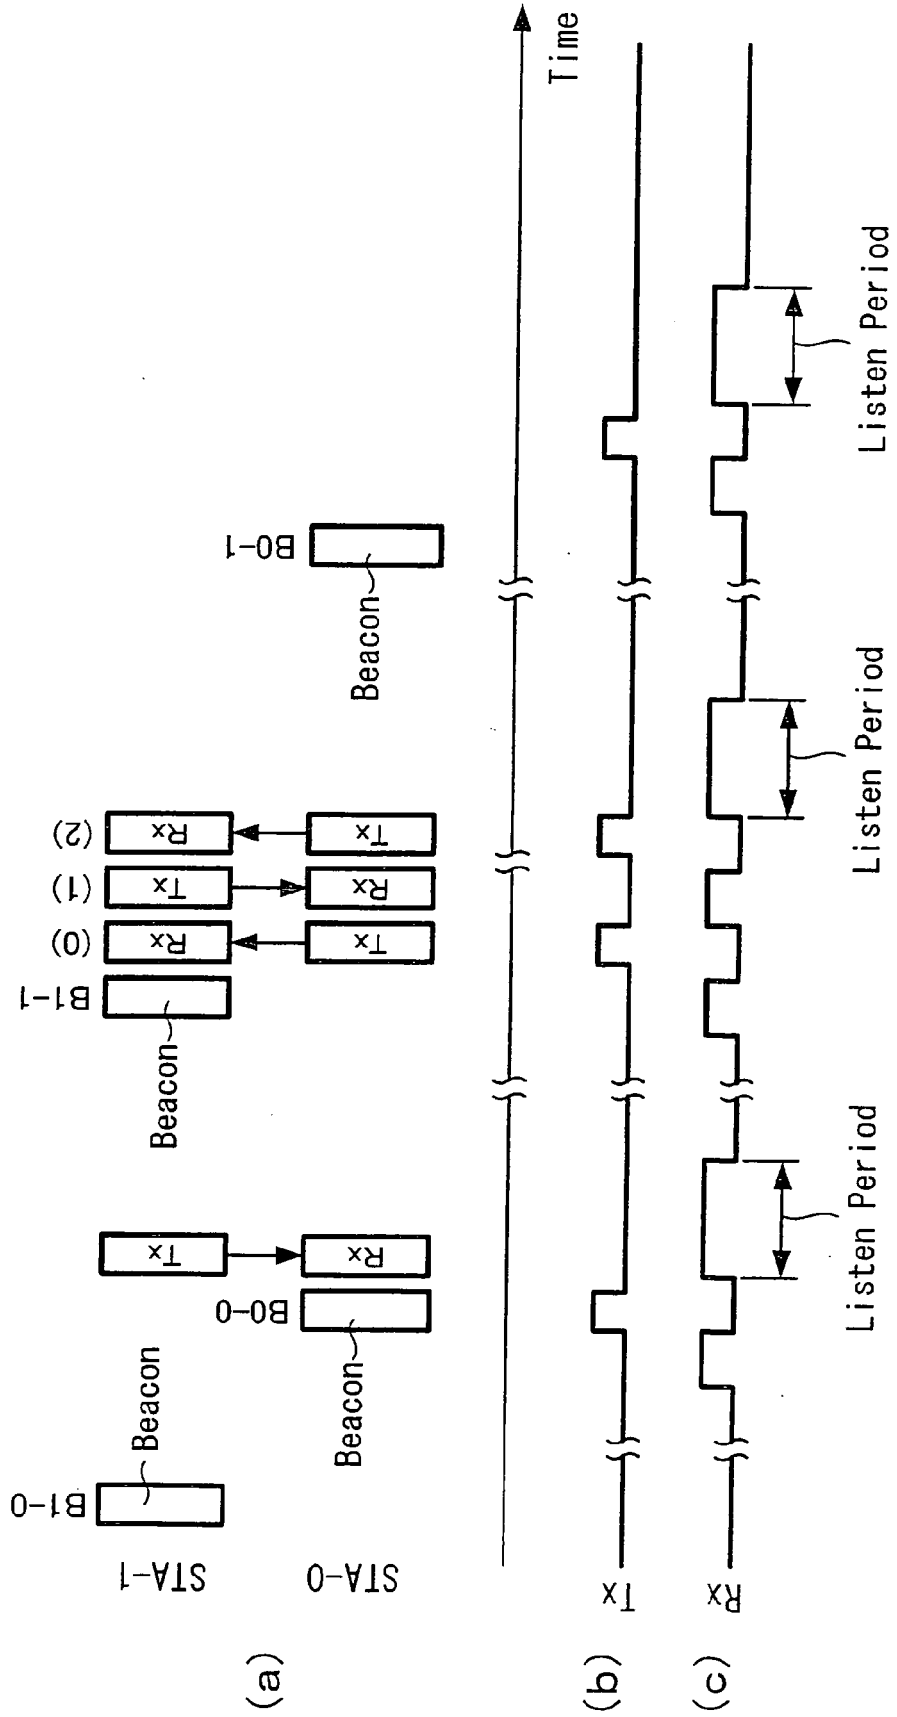 (a)
STA-1
STA-0
B1-0
Beacon
B0-0
Beacon
Tx
Rx
B1-1
Beacon
(0)
Rx
Tx
(1)
Tx
Rx
(2)
Rx
Tx
B0-1
Beacon
Time
(b)
Tx
(c)
Rx
Listen Period
Listen Period
Listen Period